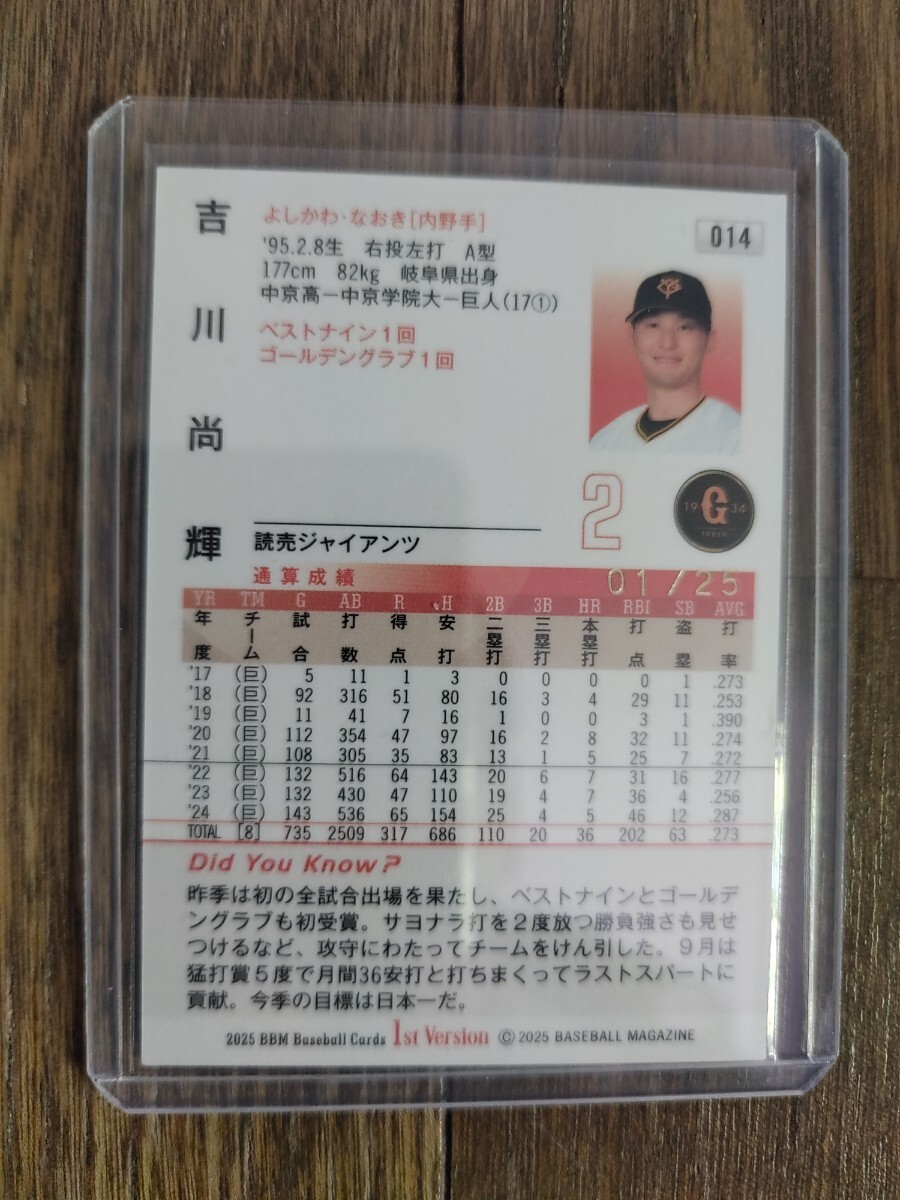 吉川尚輝
よしかわ・なおき[内野手]
'95.2.8生 右投左打 A型
177cm 82kg 岐阜県出身
中京高ー中京学院大ー巨人(17①)
ベストナイン1回
ゴールデングラブ1回
014
2
19 G 34
TOKYO
読売ジャイアンツ
通算成績
01/25
YR TM G AB R H 2B 3B HR RBI SB AVG
年度 チーム 試合 打数 得点 安打 二塁打 三塁打 本塁打 打点 盗塁 打率
'17 (巨) 5 11 1 3 0 0 0 0 1 .273
'18 (巨) 92 316 51 80 16 3 4 29 11 .253
'19 (巨) 11 41 7 16 1 0 0 3 1 .390
'20 (巨) 112 354 47 97 16 2 8 32 11 .274
'21 (巨) 108 305 35 83 13 1 5 25 7 .272
'22 (巨) 132 516 64 143 20 6 7 31 16 .277
'23 (巨) 132 430 47 110 19 4 7 36 4 .256
'24 (巨) 143 536 65 154 25 4 5 46 12 .287
TOTAL [8] 735 2509 317 686 110 20 36 202 63 .273
Did You Know?
昨季は初の全試合出場を果たし、ベストナインとゴールデ
ングラブも初受賞。サヨナラ打を2度放つ勝負強さも見せ
つけるなど、攻守にわたってチームをけん引した。9月は
猛打賞5度で月間36安打と打ちまくってラストスパートに
貢献。今季の目標は日本一だ。
2025 BBM Baseball Cards 1st Version © 2025 BASEBALL MAGAZINE